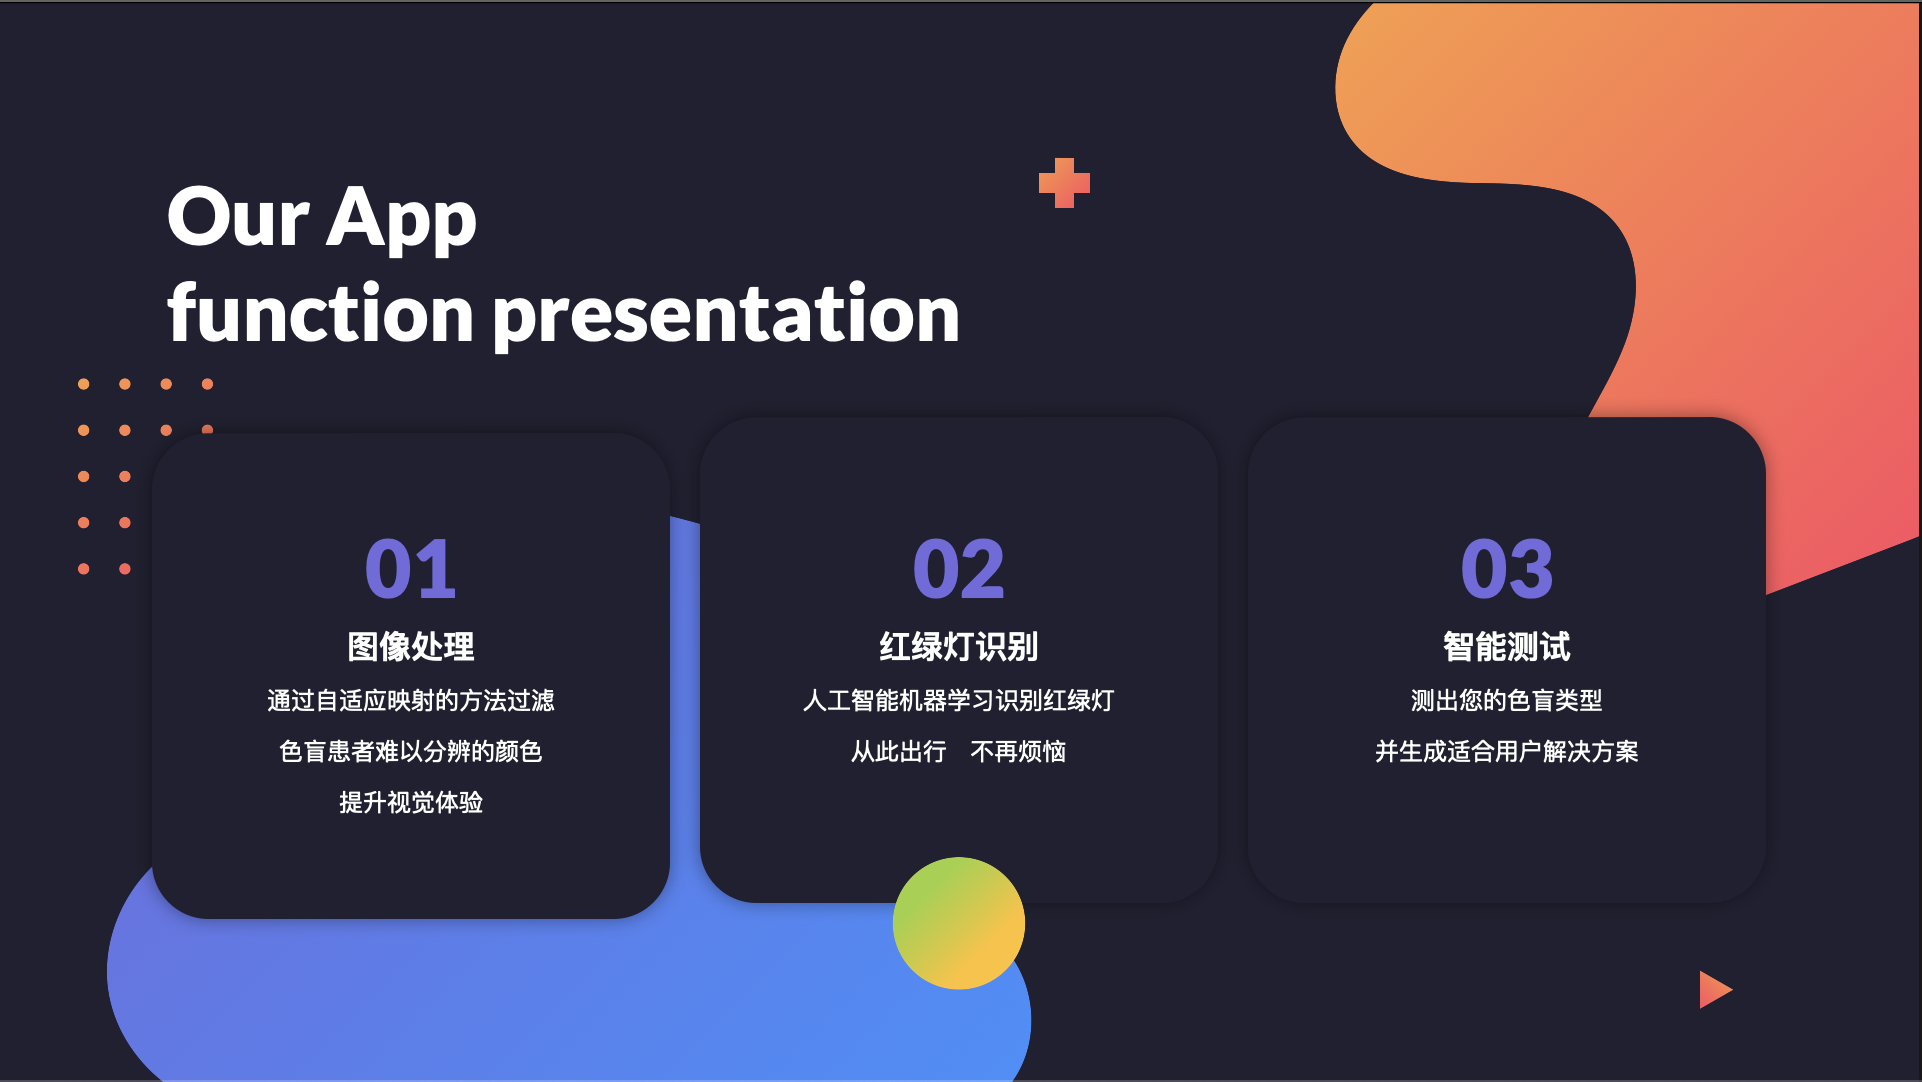 Our App
function presentation
01
图像处理
通过自适应映射的方法过滤
色盲患者难以分辨的颜色
提升视觉体验
02
红绿灯识别
人工智能机器学习识别红绿灯
从此出行　不再烦恼
03
智能测试
测出您的色盲类型
并生成适合用户解决方案